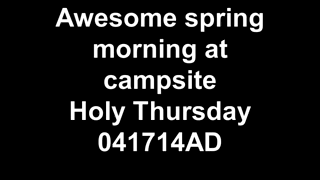 Awesome spring
morning at
campsite
Holy Thursday
041714AD